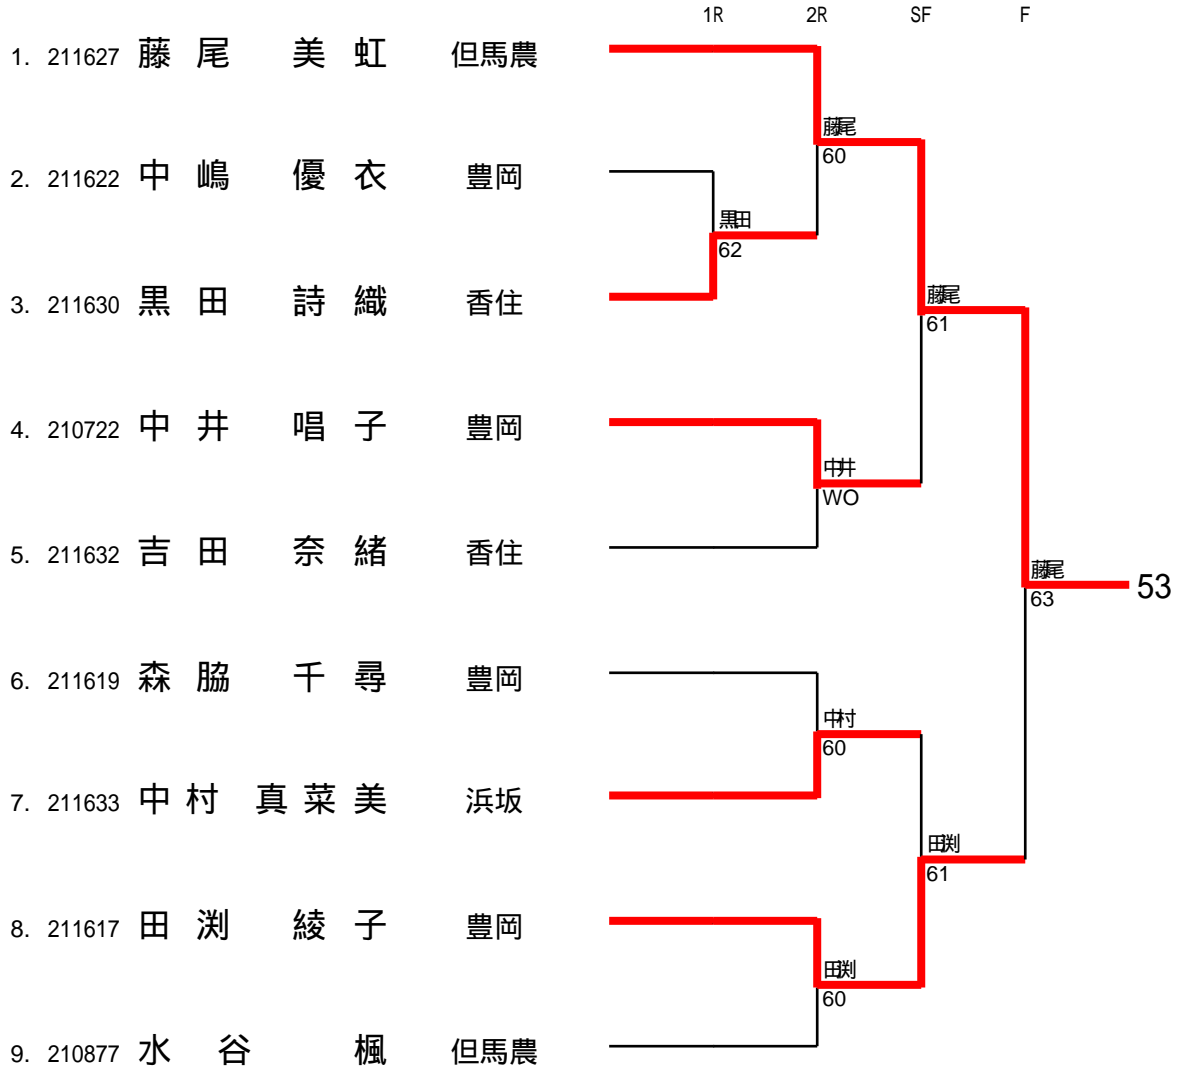 1R 2R SF F
1. 211627 藤尾 美虹 但馬農
藤尾
60
2. 211622 中嶋 優衣 豊岡
黒田
62
3. 211630 黒田 詩織 香住
藤尾
61
4. 210722 中井 唱子 豊岡
中井
WO
5. 211632 吉田 奈緒 香住
藤尾
63
53
6. 211619 森脇 千尋 豊岡
中村
60
7. 211633 中村 真菜美 浜坂
田渕
61
8. 211617 田渕 綾子 豊岡
田渕
60
9. 210877 水谷 楓 但馬農